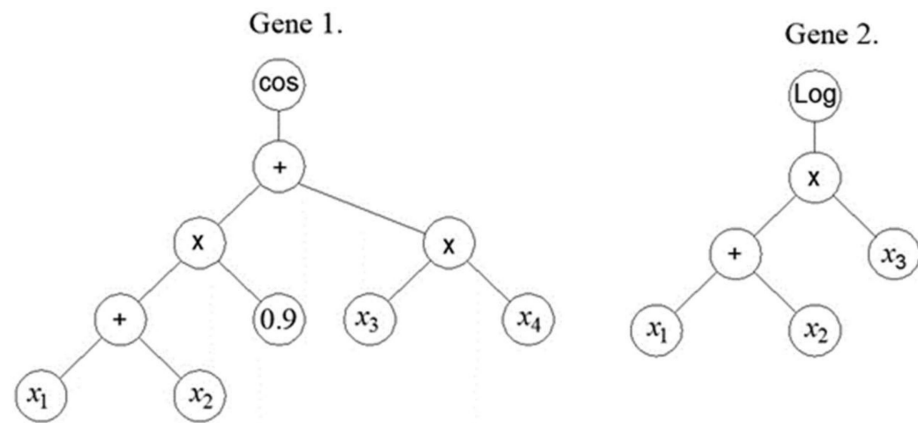 Gene 1.
Gene 2.
cos
Log
+
x
x
x
+
x3
+
0.9
x3
x4
x1
x2
x1
x2